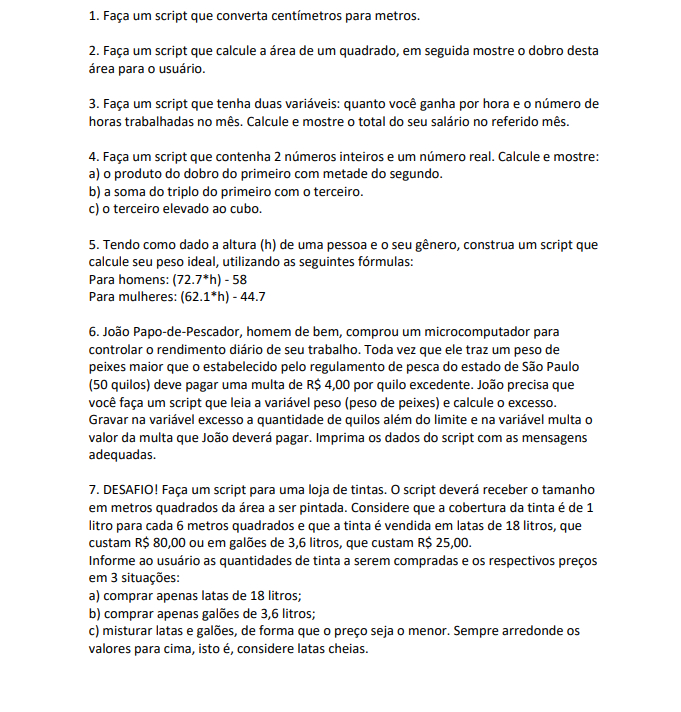 1. Faça um script que converta centímetros para metros.
2. Faça um script que calcule a área de um quadrado, em seguida mostre o dobro desta
área para o usuário.
3. Faça um script que tenha duas variáveis: quanto você ganha por hora e o número de
horas trabalhadas no mês. Calcule e mostre o total do seu salário no referido mês.
4. Faça um script que contenha 2 números inteiros e um número real. Calcule e mostre:
a) o produto do dobro do primeiro com metade do segundo.
b) a soma do triplo do primeiro com o terceiro.
c) o terceiro elevado ao cubo.
5. Tendo como dado a altura (h) de uma pessoa e o seu gênero, construa um script que
calcule seu peso ideal, utilizando as seguintes fórmulas:
Para homens: (72.7*h) - 58
Para mulheres: (62.1*h) - 44.7
6. João Papo-de-Pescador, homem de bem, comprou um microcomputador para
controlar o rendimento diário de seu trabalho. Toda vez que ele traz um peso de
peixes maior que o estabelecido pelo regulamento de pesca do estado de São Paulo
(50 quilos) deve pagar uma multa de R$ 4,00 por quilo excedente. João precisa que
você faça um script que leia a variável peso (peso de peixes) e calcule o excesso.
Gravar na variável excesso a quantidade de quilos além do limite e na variável multa o
valor da multa que João deverá pagar. Imprima os dados do script com as mensagens
adequadas.
7. DESAFIO! Faça um script para uma loja de tintas. O script deverá receber o tamanho
em metros quadrados da área a ser pintada. Considere que a cobertura da tinta é de 1
litro para cada 6 metros quadrados e que a tinta é vendida em latas de 18 litros, que
custam R$ 80,00 ou em galões de 3,6 litros, que custam R$ 25,00.
Informe ao usuário as quantidades de tinta a serem compradas e os respectivos preços
em 3 situações:
a) comprar apenas latas de 18 litros;
b) comprar apenas galões de 3,6 litros;
c) misturar latas e galões, de forma que o preço seja o menor. Sempre arredonde os
valores para cima, isto é, considere latas cheias.